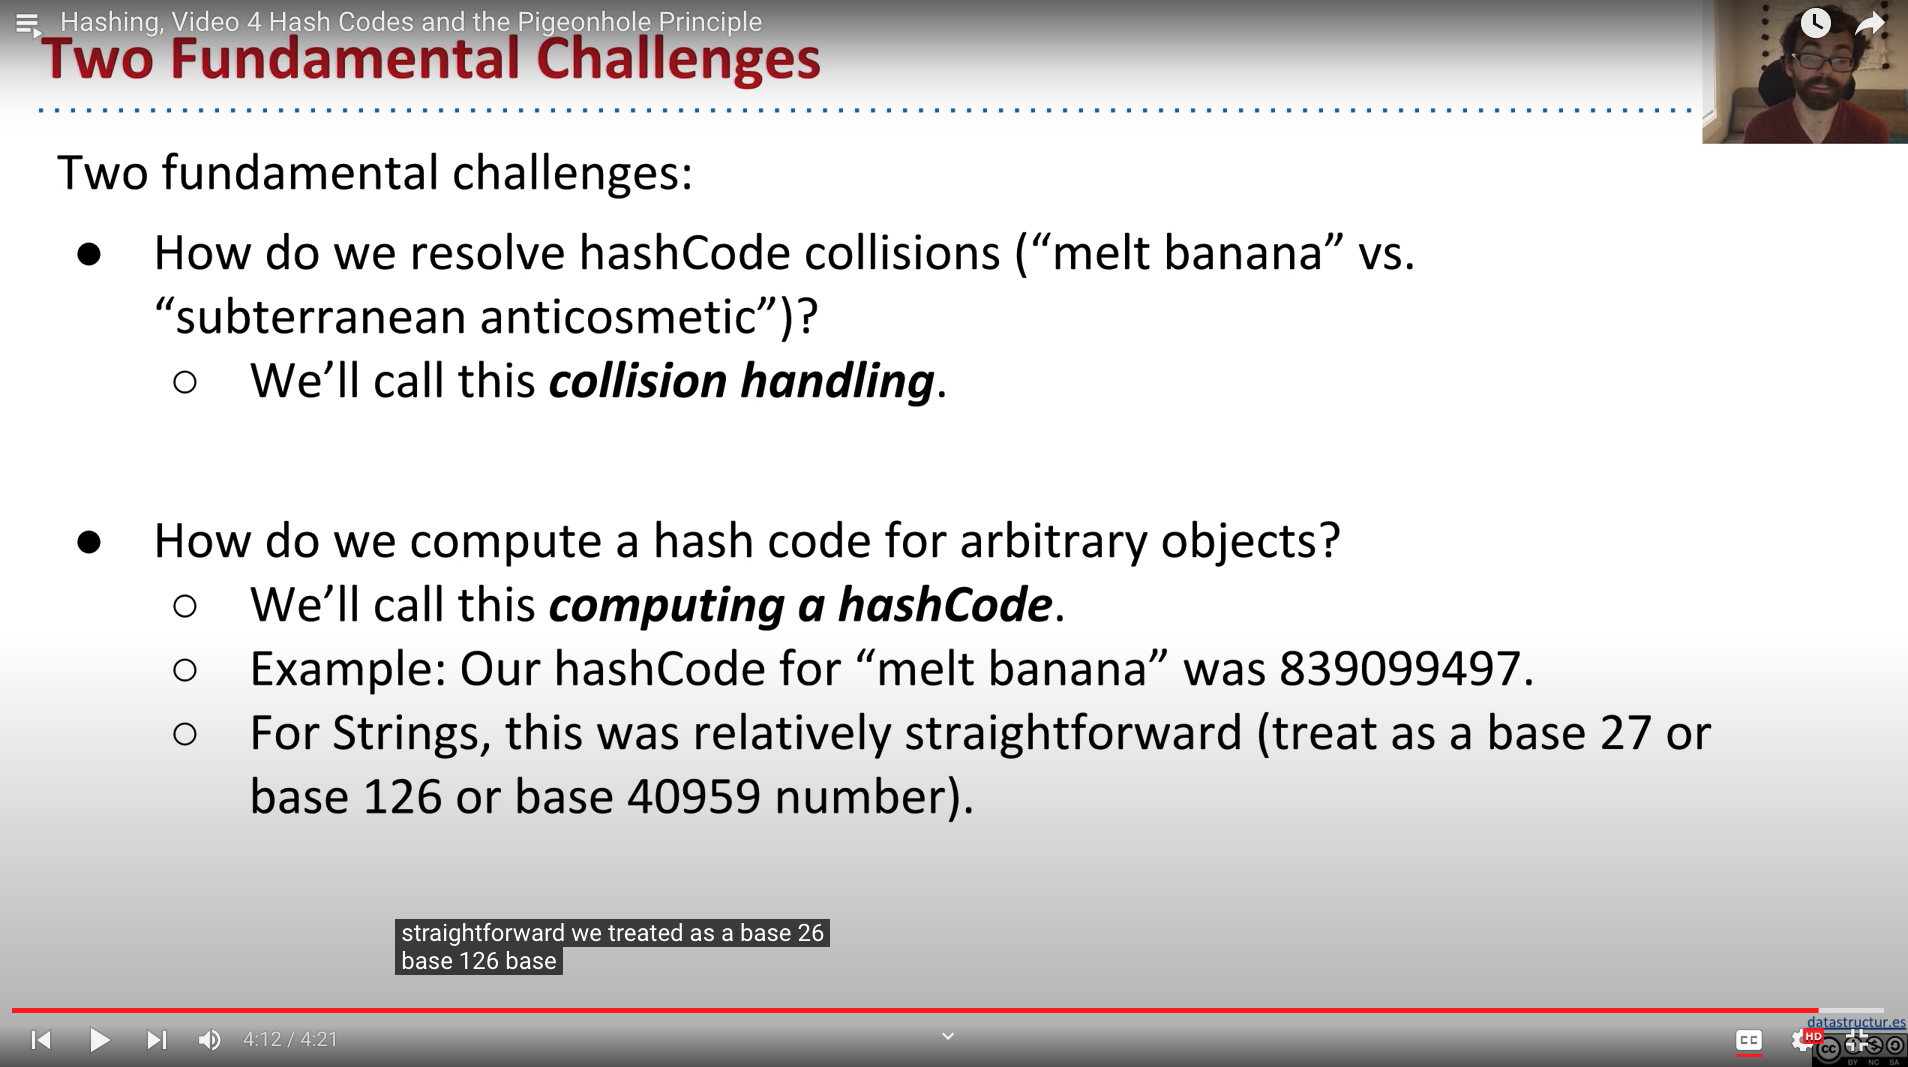 Hashing, Video 4 Hash Codes and the Pigeonhole Principle
Two Fundamental Challenges
Two fundamental challenges:
● How do we resolve hashCode collisions (“melt banana” vs.
“subterranean anticosmetic”)?
○ We’ll call this collision handling.
● How do we compute a hash code for arbitrary objects?
○ We’ll call this computing a hashCode.
○ Example: Our hashCode for “melt banana” was 839099497.
○ For Strings, this was relatively straightforward (treat as a base 27 or
base 126 or base 40959 number).
straightforward we treated as a base 26
base 126 base
datastructur.es
4:12 / 4:21
CC
HD
cc
BY NC SA